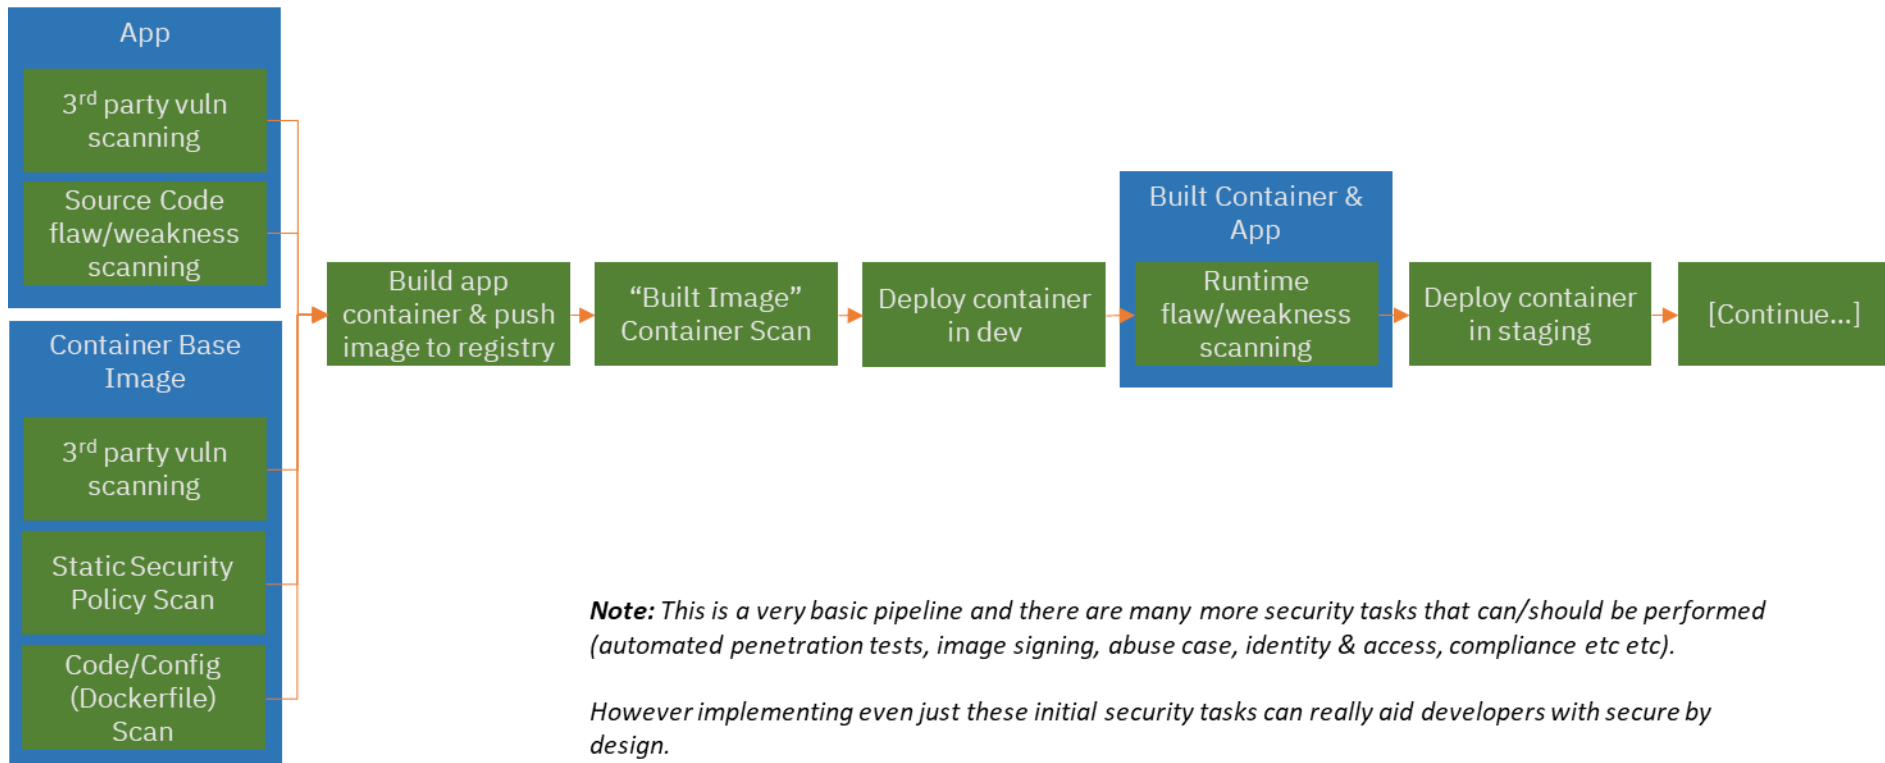 App
3rd party vuln
scanning
Source Code
flaw/weakness
scanning
Container Base
Image
3rd party vuln
scanning
Static Security
Policy Scan
Code/Config
(Dockerfile)
Scan
Build app
container & push
image to registry
“Built Image”
Container Scan
Deploy container
in dev
Built Container &
App
Runtime
flaw/weakness
scanning
Deploy container
in staging
[Continue...]
Note: This is a very basic pipeline and there are many more security tasks that can/should be performed
(automated penetration tests, image signing, abuse case, identity & access, compliance etc etc).
However implementing even just these initial security tasks can really aid developers with secure by
design.